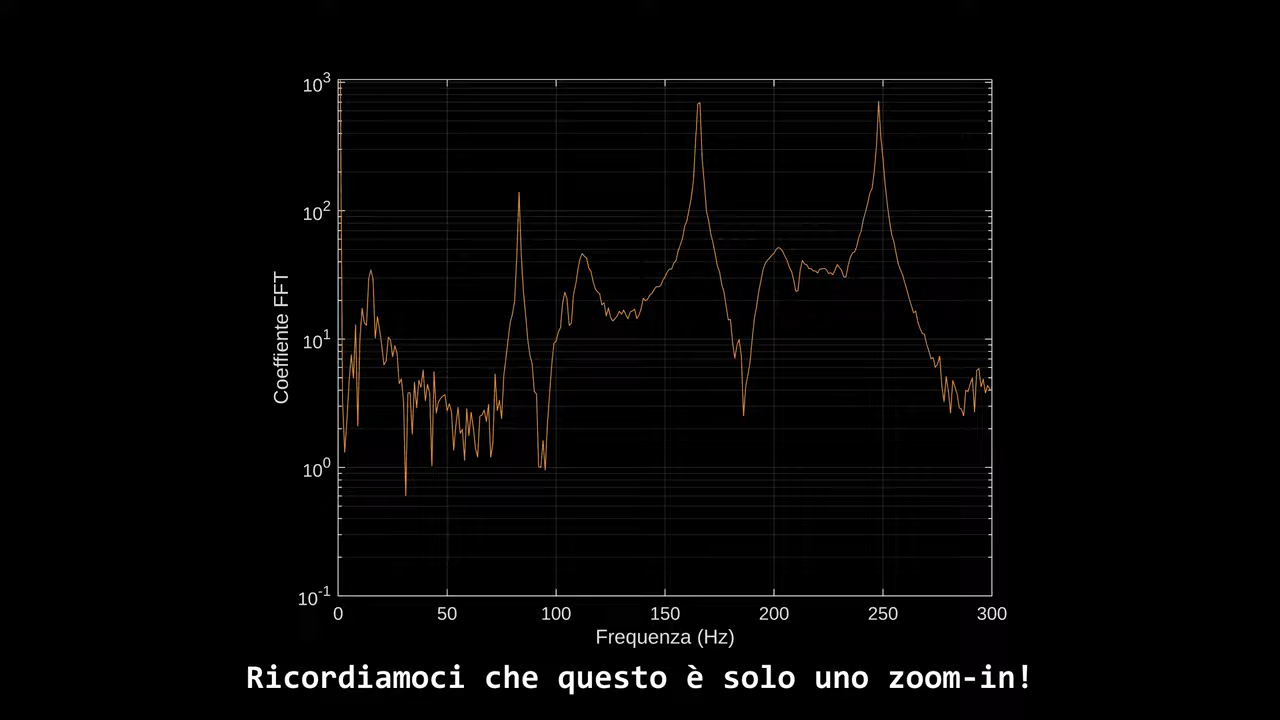 10³
10²
10¹
10⁰
10⁻¹
Coeffiente FFT
0 50 100 150 200 250 300
Frequenza (Hz)
Ricordiamoci che questo è solo uno zoom-in!